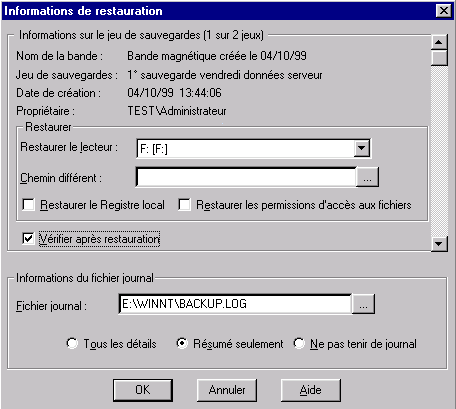 Informations de restauration
Informations sur le jeu de sauvegardes (1 sur 2 jeux)
Nom de la bande : Bande magnétique créée le 04/10/99
Jeu de sauvegardes : 1° sauvegarde vendredi données serveur
Date de création : 04/10/99 13:44:06
Propriétaire : TEST\Administrateur
Restaurer
Restaurer le lecteur : F: [F:]
Chemin différent : ...
Restaurer le Registre local Restaurer les permissions d'accès aux fichiers
Vérifier après restauration
Informations du fichier journal
Fichier journal : E:\WINNT\BACKUP.LOG ...
Tous les détails Résumé seulement Ne pas tenir de journal
OK Annuler Aide